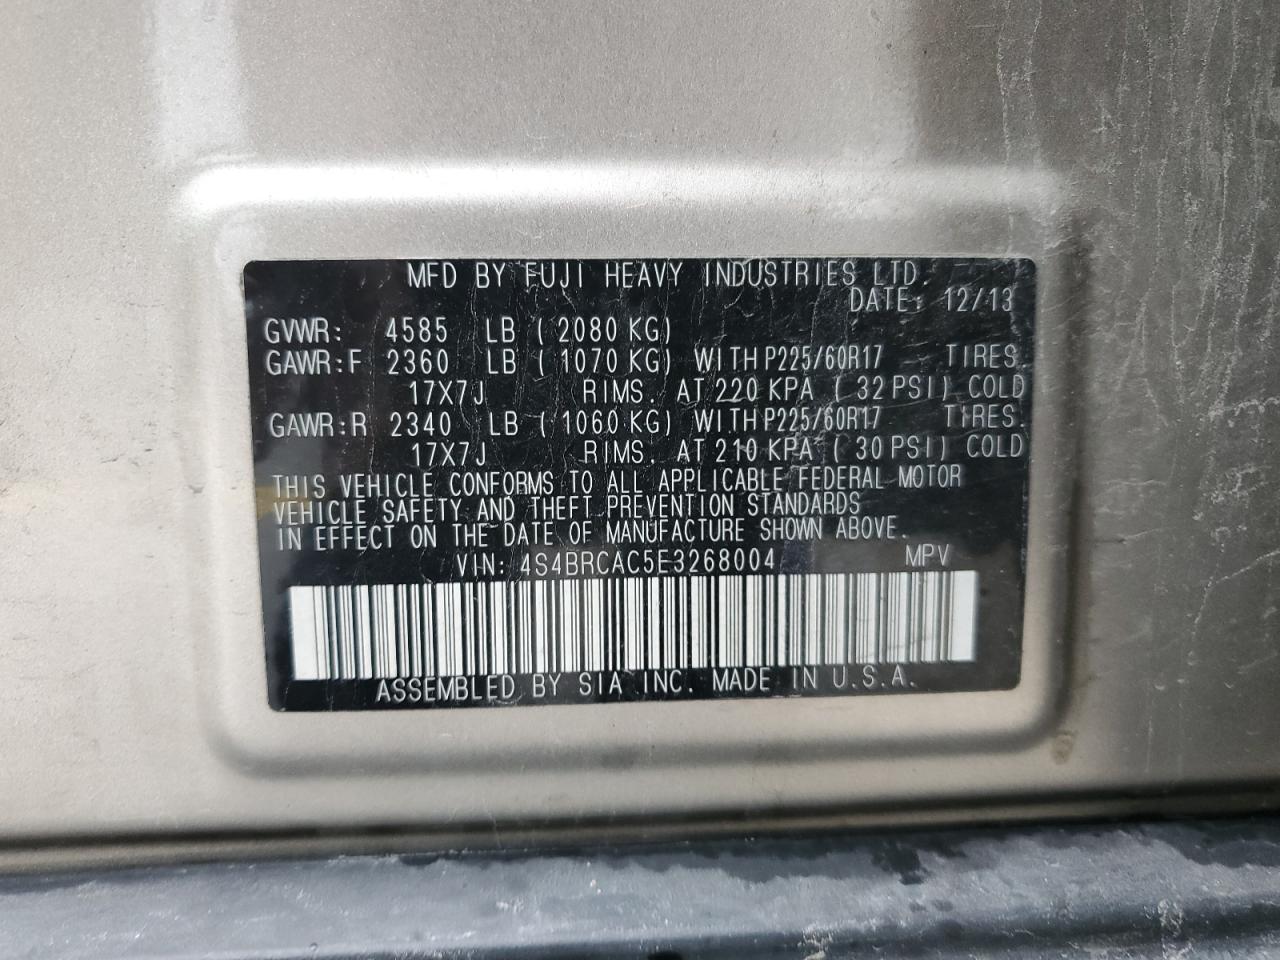 MFD BY FUJI HEAVY INDUSTRIES LTD.
DATE: 12/13
GVWR: 4585 LB ( 2080 KG)
GAWR:F 2360 LB ( 1070 KG) WITH P225/60R17 TIRES.
17X7J RIMS. AT 220 KPA ( 32 PSI) COLD
GAWR:R 2340 LB ( 1060 KG) WITH P225/60R17 TIRES.
17X7J RIMS. AT 210 KPA ( 30 PSI) COLD
THIS VEHICLE CONFORMS TO ALL APPLICABLE FEDERAL MOTOR
VEHICLE SAFETY AND THEFT PREVENTION STANDARDS
IN EFFECT ON THE DATE OF MANUFACTURE SHOWN ABOVE.
VIN: 4S4BRCAC5E3268004 MPV
ASSEMBLED BY SIA INC. MADE IN U.S.A.